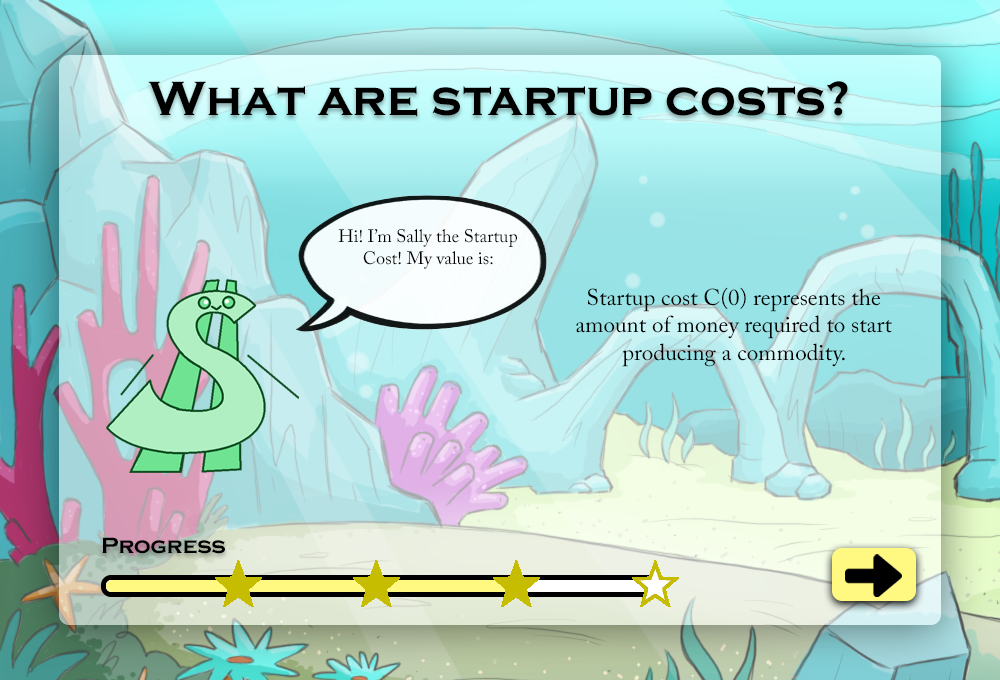 What are startup costs?
Hi! I'm Sally the Startup
Cost! My value is:
Startup cost C(0) represents the
amount of money required to start
producing a commodity.
Progress